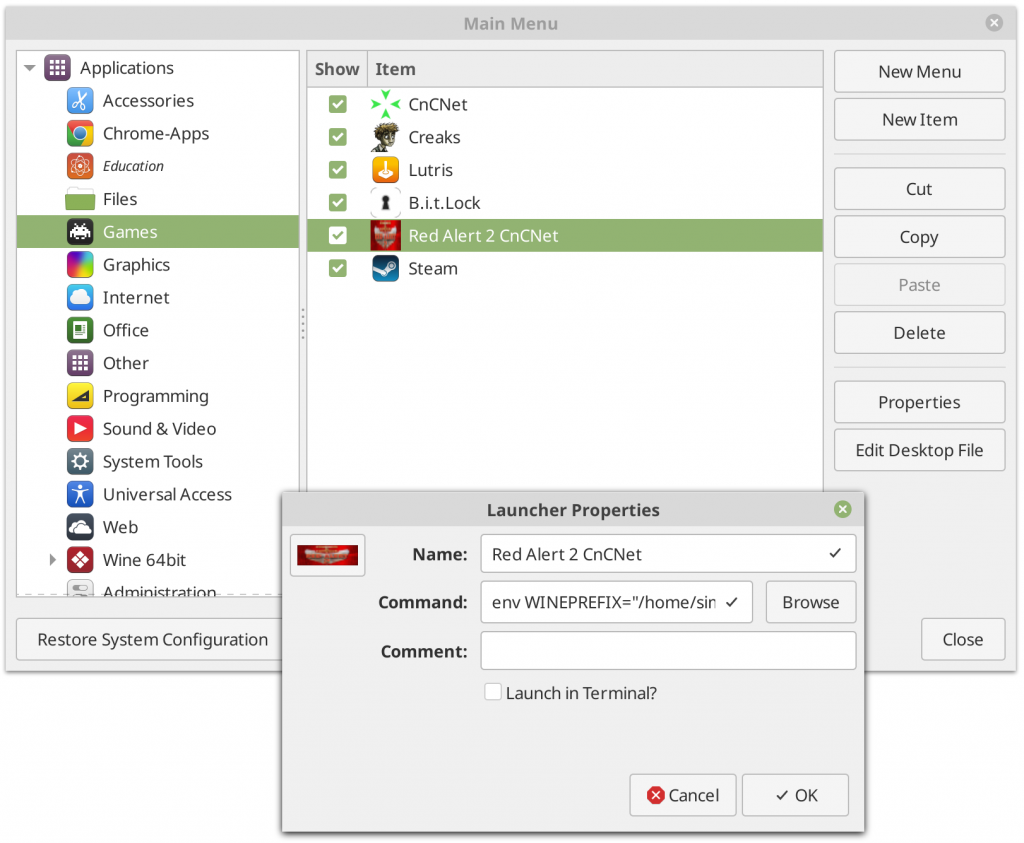 Main Menu
Applications
Accessories
Chrome-Apps
Education
Files
Games
Graphics
Internet
Office
Other
Programming
Sound & Video
System Tools
Universal Access
Web
Wine 64bit
Administration
Show Item
CnCNet
Creaks
Lutris
B.i.t.Lock
Red Alert 2 CnCNet
Steam
New Menu
New Item
Cut
Copy
Paste
Delete
Properties
Edit Desktop File
Restore System Configuration
Close
Launcher Properties
Name: Red Alert 2 CnCNet
Command: env WINEPREFIX="/home/sin Browse
Comment:
Launch in Terminal?
Cancel OK